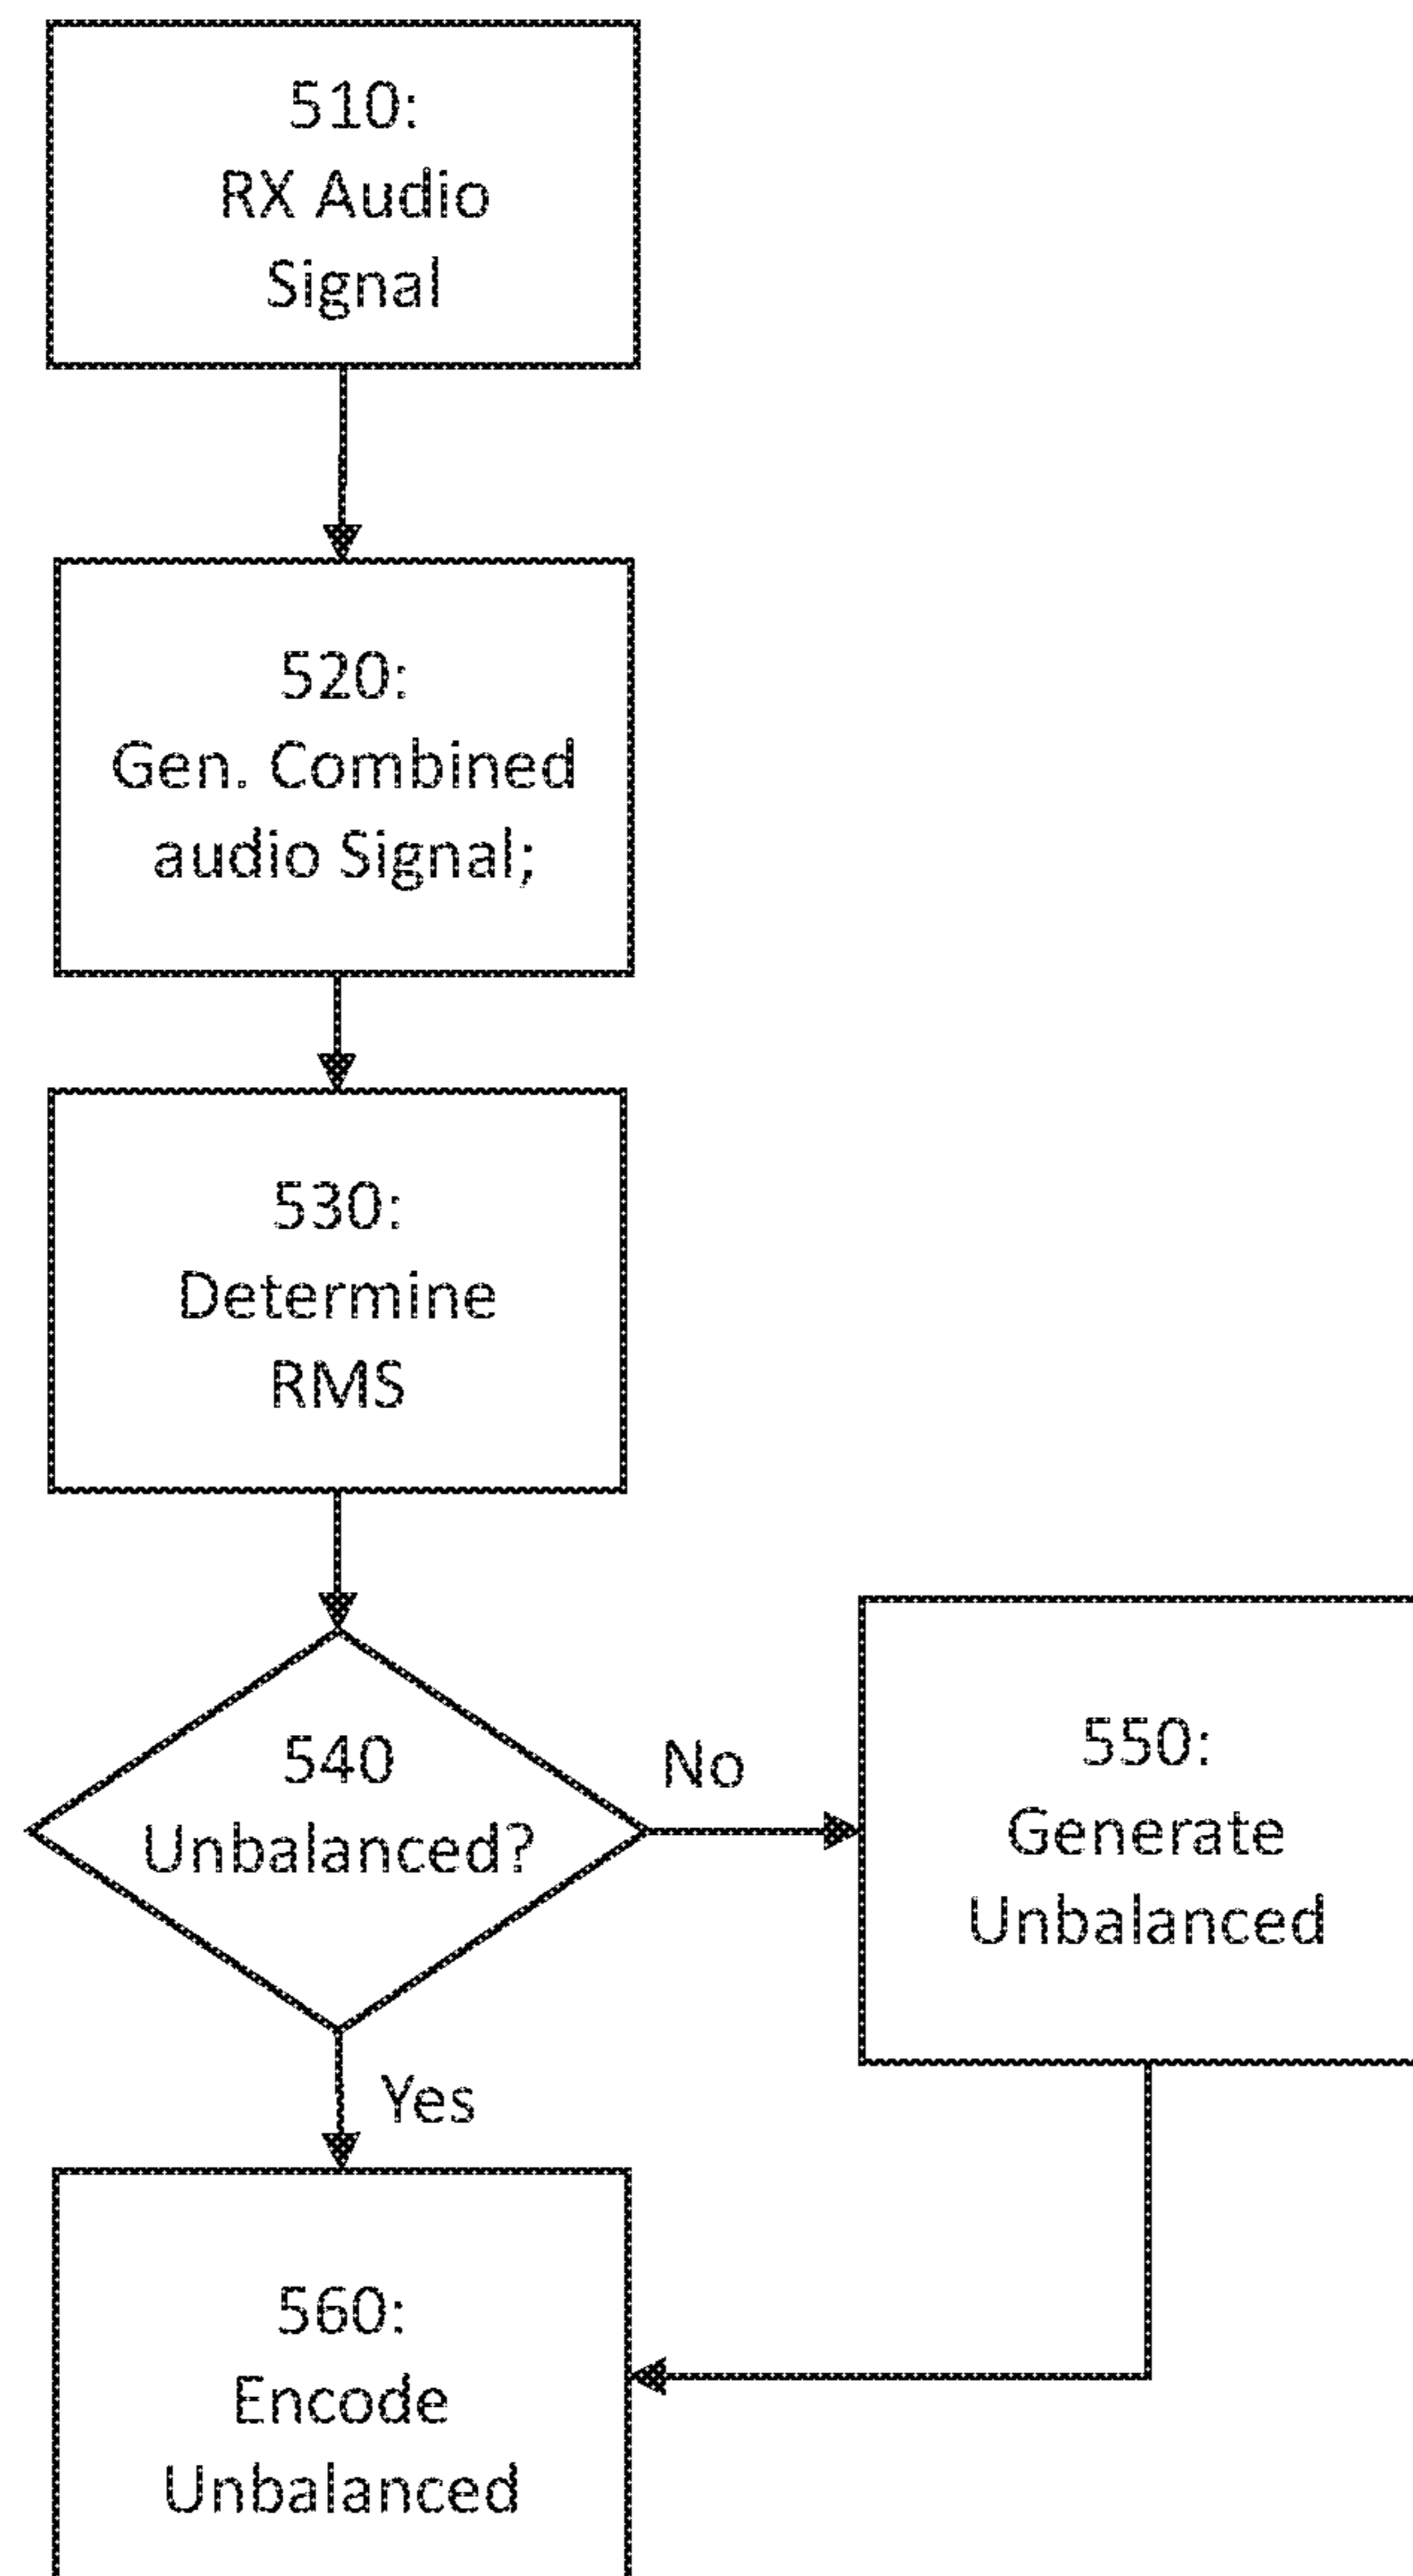 510:
RX Audio
Signal
520:
Gen. Combined
audio Signal;
530:
Determine
RMS
540
Unbalanced?
No
550:
Generate
Unbalanced
Yes
560:
Encode
Unbalanced